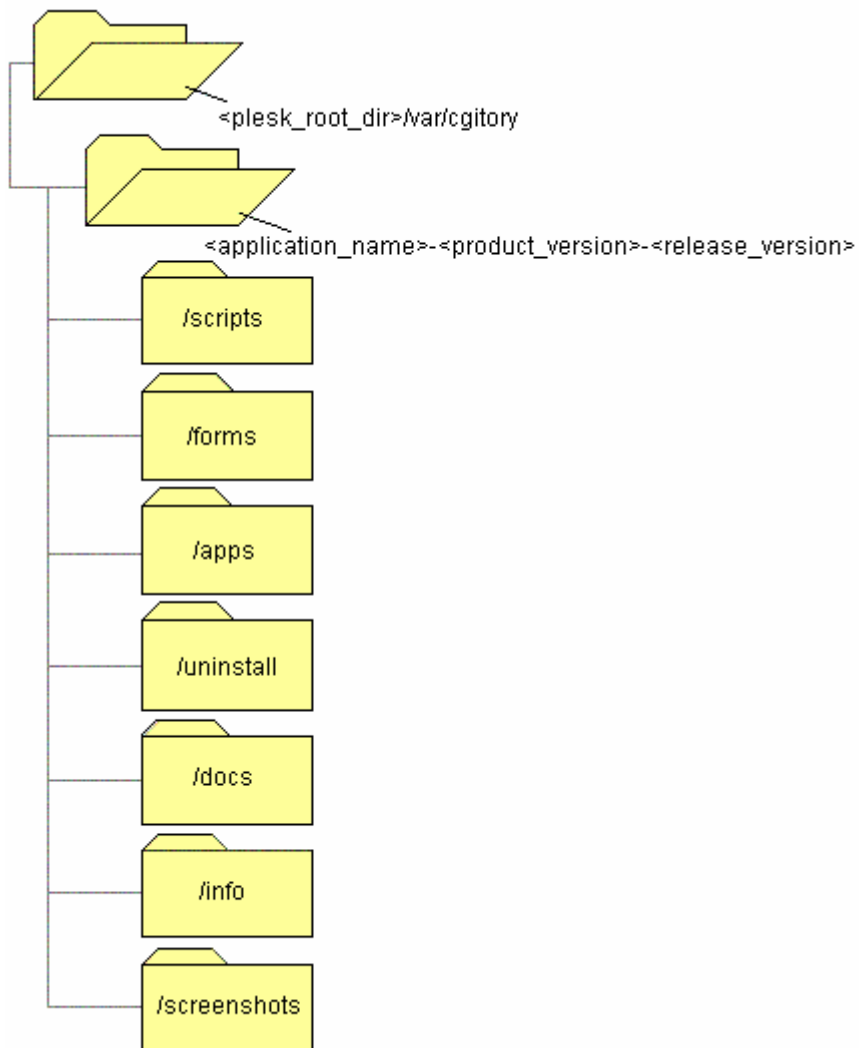 <plesk_root_dir>/var/cgitory
<application_name>-<product_version>-<release_version>
/scripts
/forms
/apps
/uninstall
/docs
/info
/screenshots